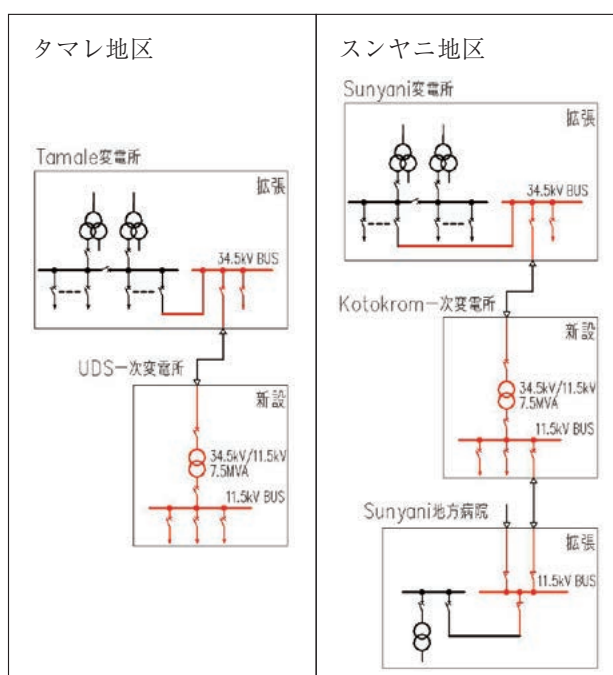 タマレ地区
Tamale変電所
拡張
34.5kV BUS
UDS一次変電所
新設
34.5kV/11.5kV
7.5MVA
11.5kV BUS
スンヤニ地区
Sunyani変電所
拡張
34.5kV BUS
Kotokrom一次変電所
新設
34.5kV/11.5kV
7.5MVA
11.5kV BUS
Sunyani地方病院
拡張
11.5kV BUS